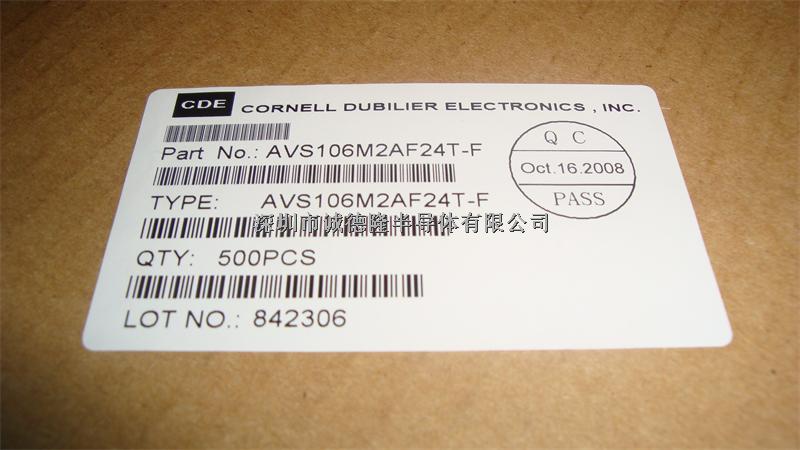 CDE CORNELL DUBILIER ELECTRONICS , INC.
Part No.: AVS106M2AF24T-F
TYPE: AVS106M2AF24T-F
深圳市诚德隆半导体有限公司
QTY: 500PCS
LOT NO.: 842306
Q C
Oct.16.2008
PASS